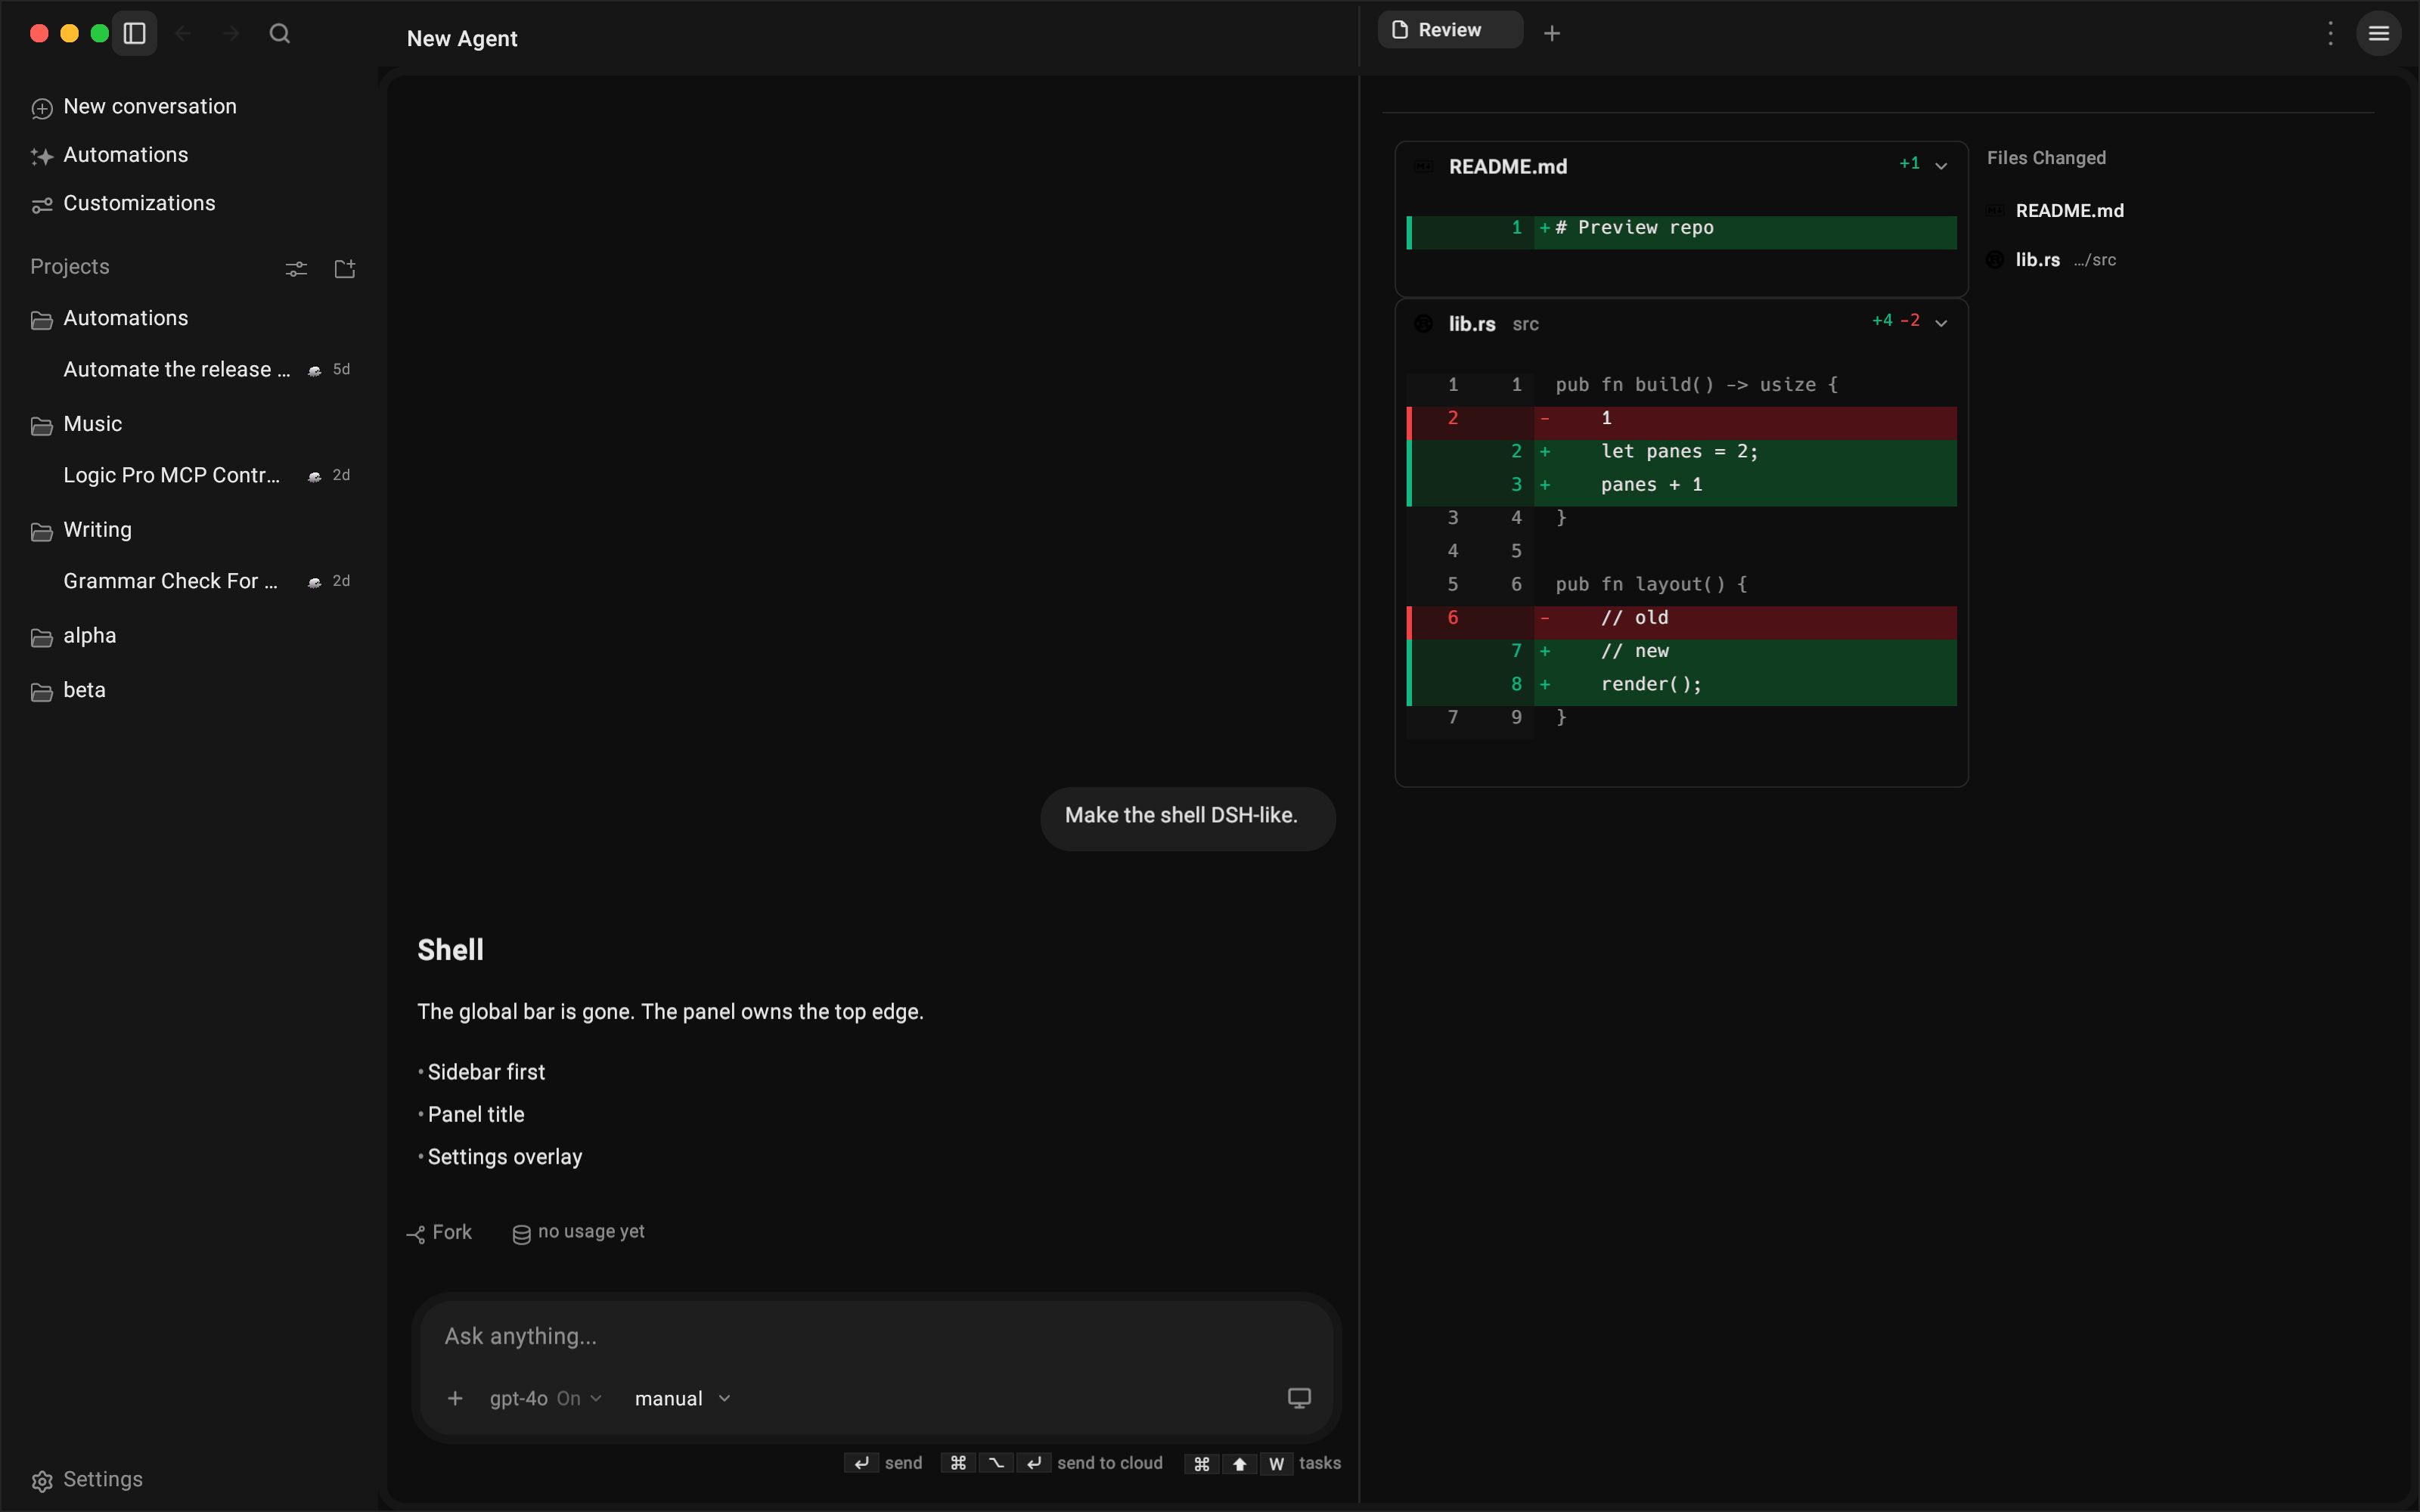 New Agent
Review
New conversation
Automations
Customizations
Projects
Automations
Automate the release ... 5d
Music
Logic Pro MCP Contr... 2d
Writing
Grammar Check For ... 2d
alpha
beta
Settings
Make the shell DSH-like.
Shell
The global bar is gone. The panel owns the top edge.
• Sidebar first
• Panel title
• Settings overlay
Fork no usage yet
Ask anything...
+ gpt-4o On manual
send ⌘ ⌥ send to cloud ⌘ W tasks
README.md +1
1 +# Preview repo
lib.rs src +4 -2
1 1 pub fn build() -> usize {
2 - 1
2 + let panes = 2;
3 + panes + 1
3 4 }
4 5
5 6 pub fn layout() {
6 - // old
7 + // new
8 + render();
7 9 }
Files Changed
README.md
lib.rs .../src